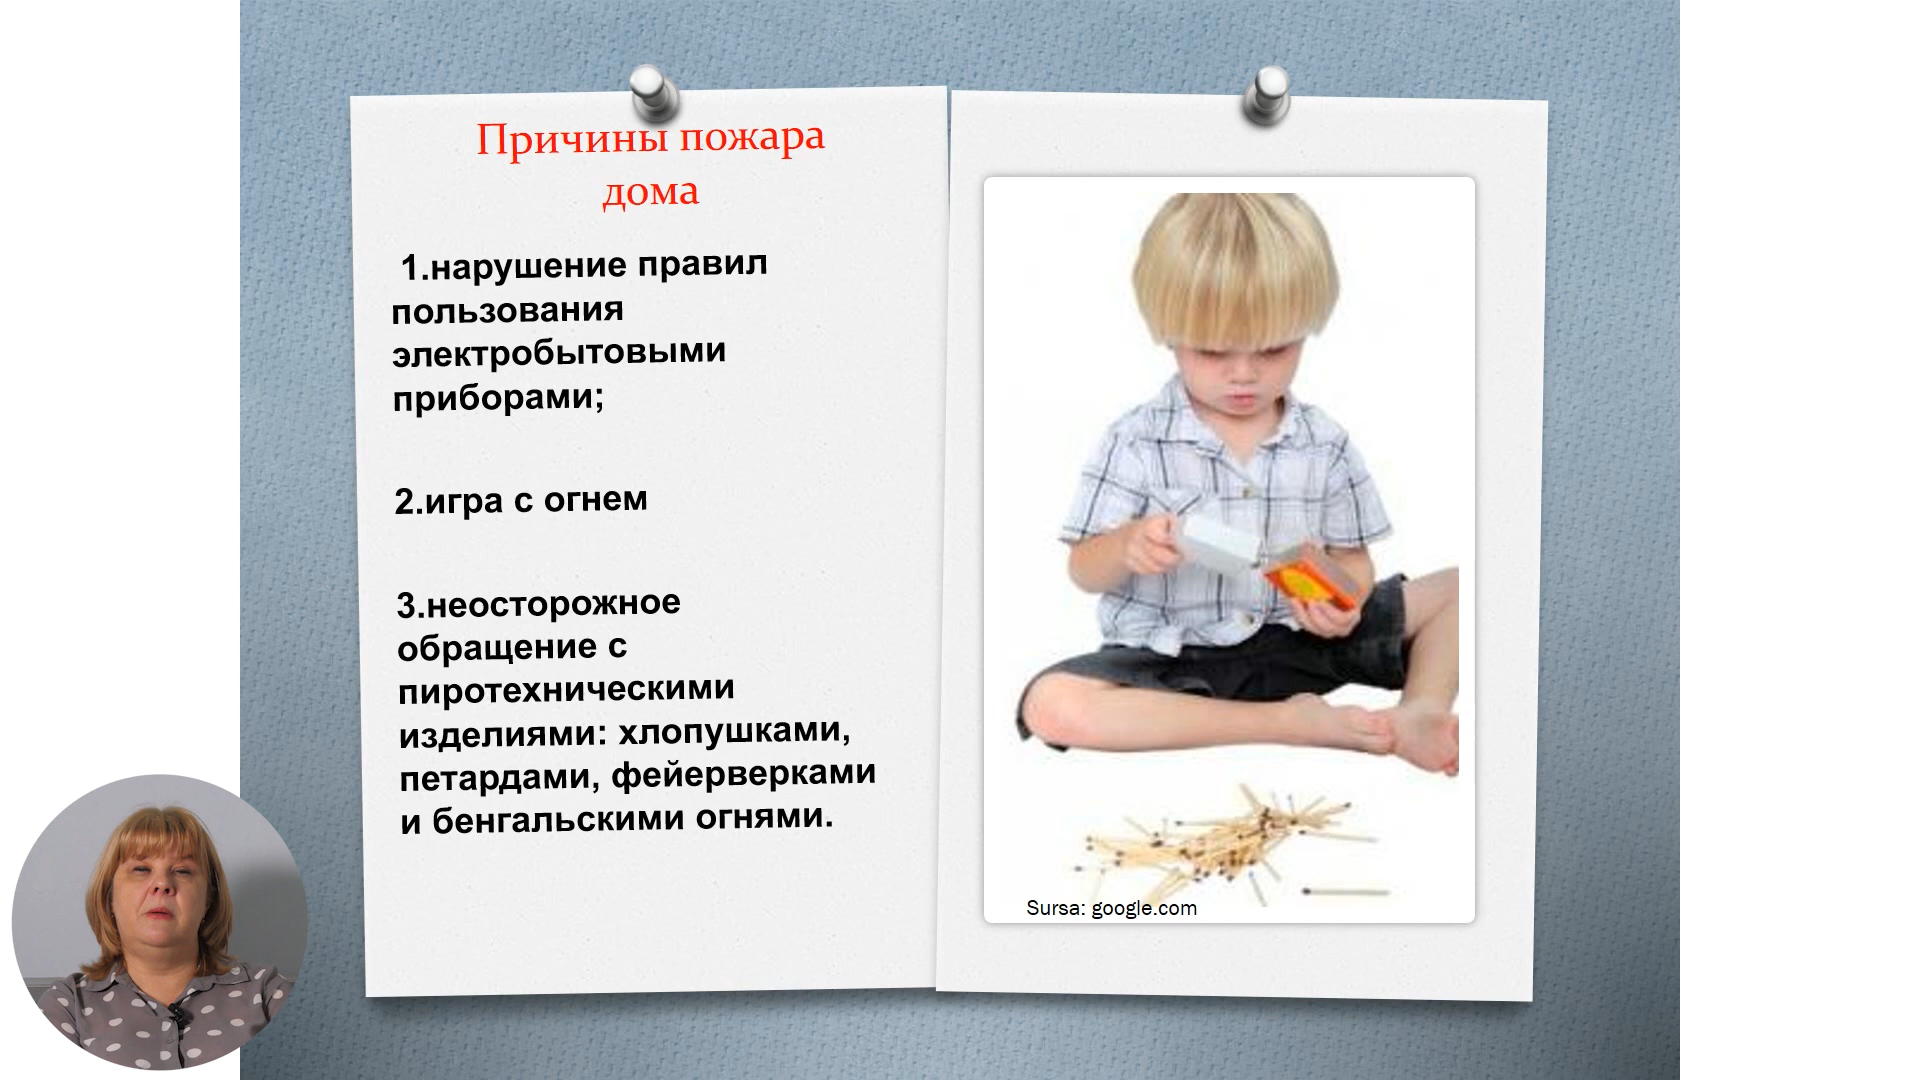 Причины пожара
дома
1.нарушение правил
пользования
электробытовыми
приборами;
2.игра с огнем
3.неосторожное
обращение с
пиротехническими
изделиями: хлопушками,
петардами, фейерверками
и бенгальскими огнями.
Sursa: google.com